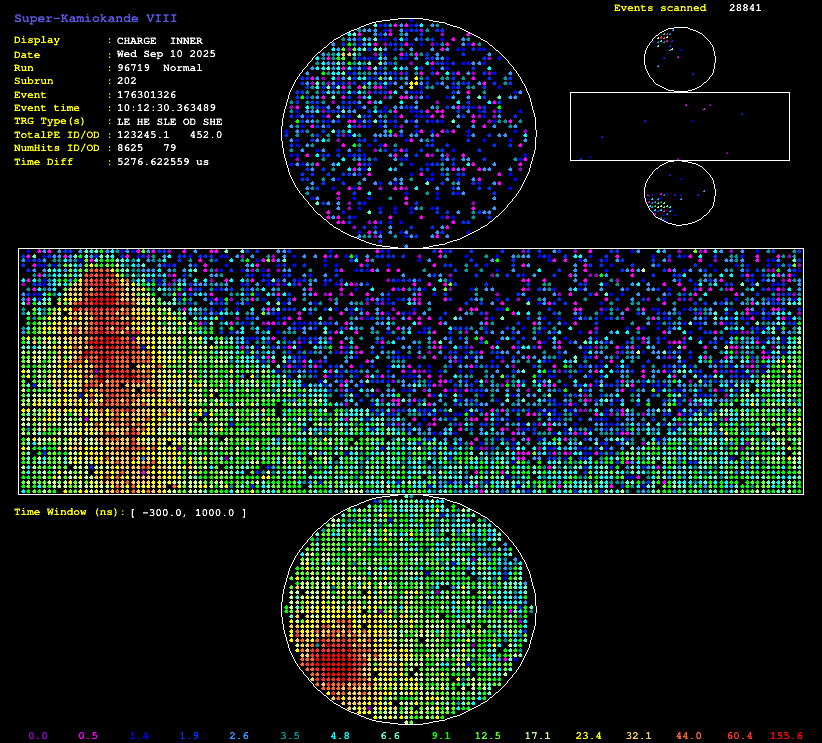 Super-Kamiokande VIII
Events scanned 28841
Display : CHARGE INNER
Date : Wed Sep 10 2025
Run : 96719 Normal
Subrun : 202
Event : 176301326
Event time : 10:12:30.363489
TRG Type(s) : LE HE SLE OD SHE
TotalPE ID/OD : 123245.1 452.0
NumHits ID/OD : 8625 79
Time Diff : 5276.622559 us
Time Window (ns): [ -300.0, 1000.0 ]
0.0 0.5 1.4 1.9 2.6 3.5 4.8 6.6 9.1 12.5 17.1 23.4 32.1 44.0 60.4 155.6